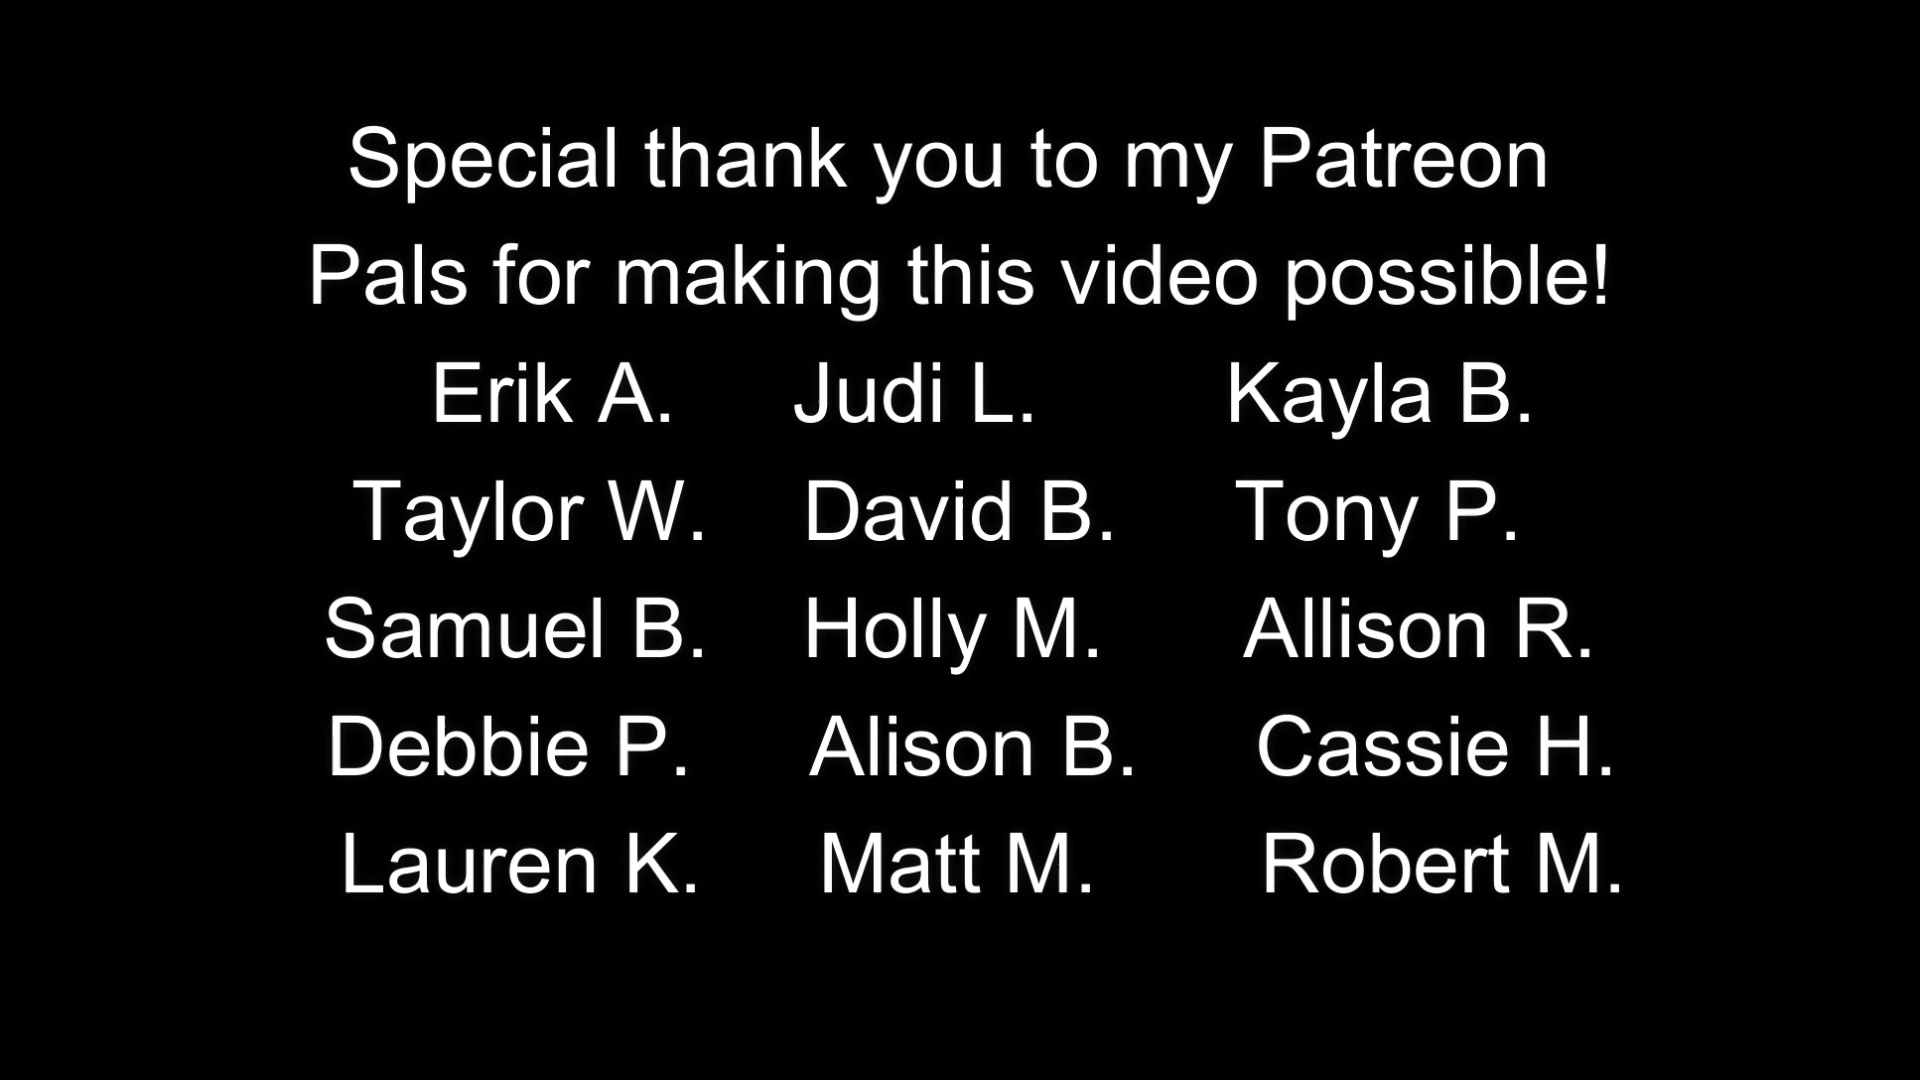 Special thank you to my Patreon
Pals for making this video possible!
Erik A. Judi L. Kayla B.
Taylor W. David B. Tony P.
Samuel B. Holly M. Allison R.
Debbie P. Alison B. Cassie H.
Lauren K. Matt M. Robert M.